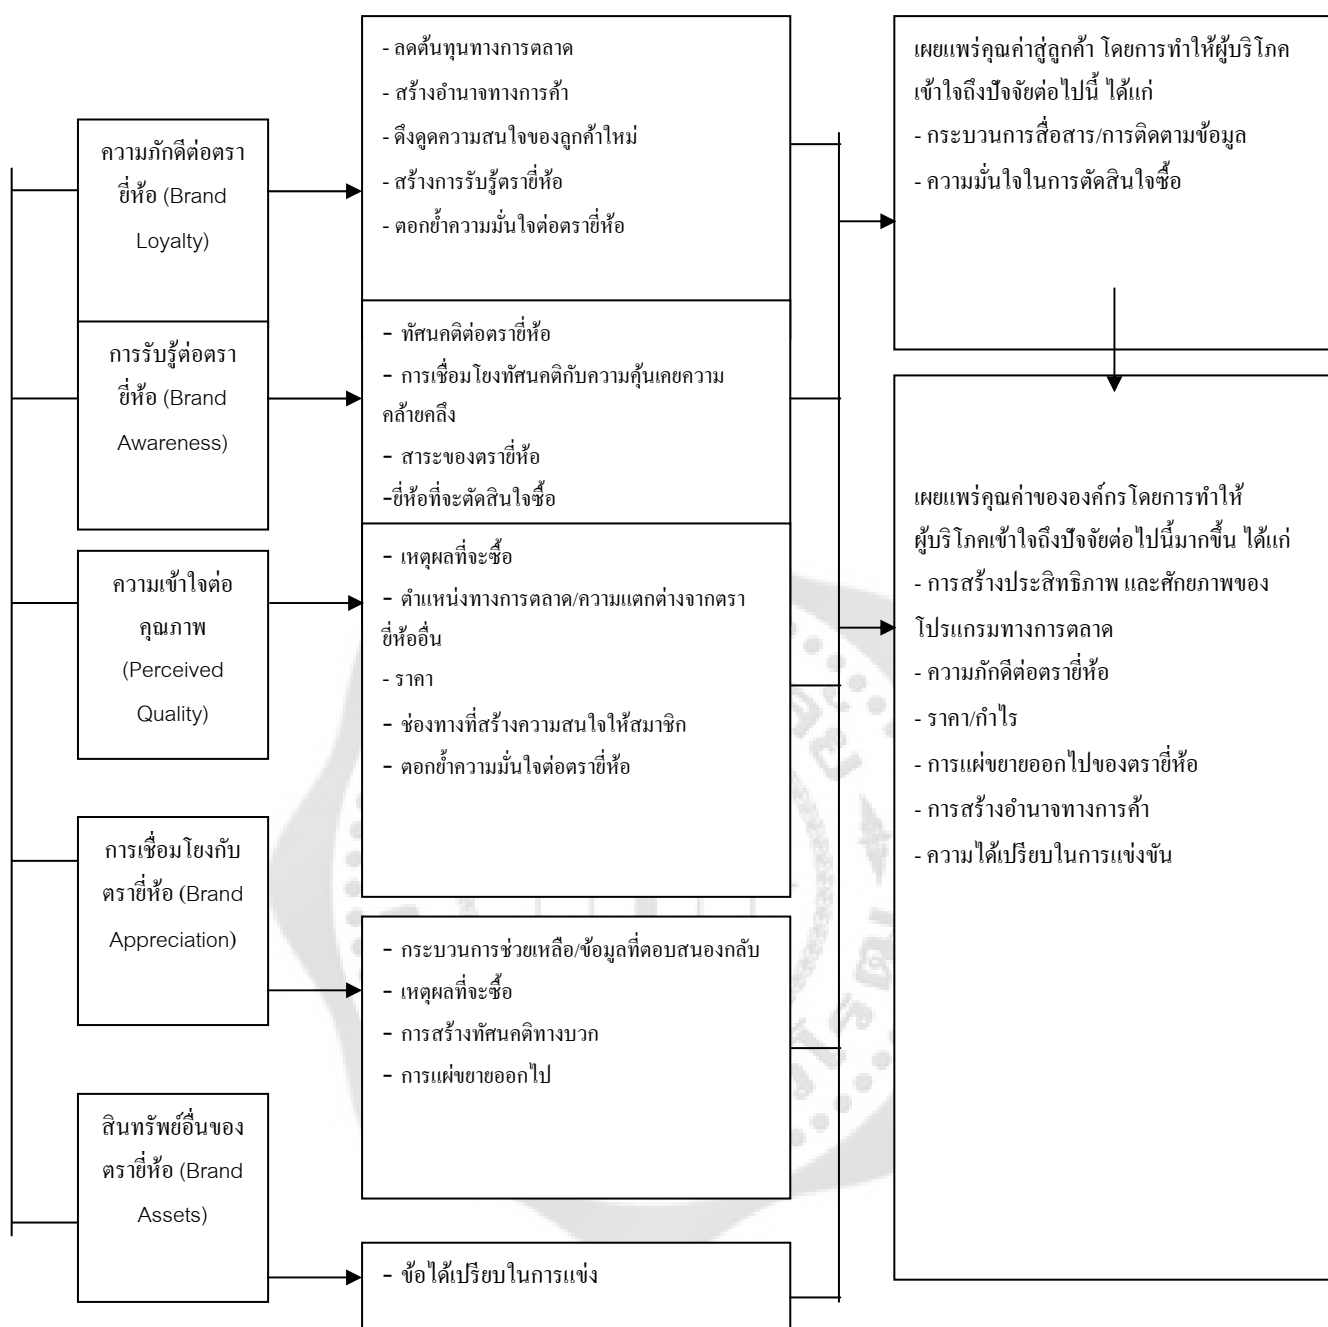 ความภักดีต่อตรา
ยี่ห้อ (Brand
Loyalty)
- ลดต้นทุนทางการตลาด
- สร้างอำนาจทางการค้า
- ดึงดูดความสนใจของลูกค้าใหม่
- สร้างการรับรู้ตรายี่ห้อ
- ตอกย้ำความมั่นใจต่อตรายี่ห้อ
การรับรู้ต่อตรา
ยี่ห้อ (Brand
Awareness)
- ทัศนคติต่อตรายี่ห้อ
- การเชื่อมโยงทัศนคติกับความคุ้นเคยความ
คล้ายคลึง
- สาระของตรายี่ห้อ
-ยี่ห้อที่จะตัดสินใจซื้อ
ความเข้าใจต่อ
คุณภาพ
(Perceived
Quality)
- เหตุผลที่จะซื้อ
- ตำแหน่งทางการตลาด/ความแตกต่างจากตรา
ยี่ห้ออื่น
- ราคา
- ช่องทางที่สร้างความสนใจให้สมาชิก
- ตอกย้ำความมั่นใจต่อตรายี่ห้อ
การเชื่อมโยงกับ
ตรายี่ห้อ (Brand
Appreciation)
- กระบวนการช่วยเหลือ/ข้อมูลที่ตอบสนองกลับ
- เหตุผลที่จะซื้อ
- การสร้างทัศนคติทางบวก
- การแผ่ขยายออกไป
สินทรัพย์อื่นของ
ตรายี่ห้อ (Brand
Assets)
- ข้อได้เปรียบในการแข่ง
เผยแพร่คุณค่าสู่ลูกค้า โดยการทำให้ผู้บริโภค
เข้าใจถึงปัจจัยต่อไปนี้ ได้แก่
- กระบวนการสื่อสาร/การติดตามข้อมูล
- ความมั่นใจในการตัดสินใจซื้อ
เผยแพร่คุณค่าขององค์กรโดยการทำให้
ผู้บริโภคเข้าใจถึงปัจจัยต่อไปนี้มากขึ้น ได้แก่
- การสร้างประสิทธิภาพ และศักยภาพของ
โปรแกรมทางการตลาด
- ความภักดีต่อตรายี่ห้อ
- ราคา/กำไร
- การแผ่ขยายออกไปของตรายี่ห้อ
- การสร้างอำนาจทางการค้า
- ความได้เปรียบในการแข่งขัน